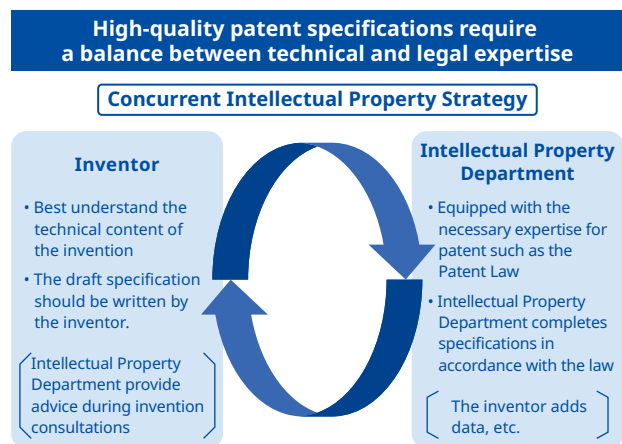 High-quality patent specifications require
a balance between technical and legal expertise
Concurrent Intellectual Property Strategy
Inventor
• Best understand the
technical content of
the invention
• The draft specification
should be written by
the inventor.
Intellectual Property
Department provide
advice during invention
consultations
Intellectual Property
Department
• Equipped with the
necessary expertise for
patent such as the
Patent Law
• Intellectual Property
Department completes
specifications in
accordance with the law
The inventor adds
data, etc.